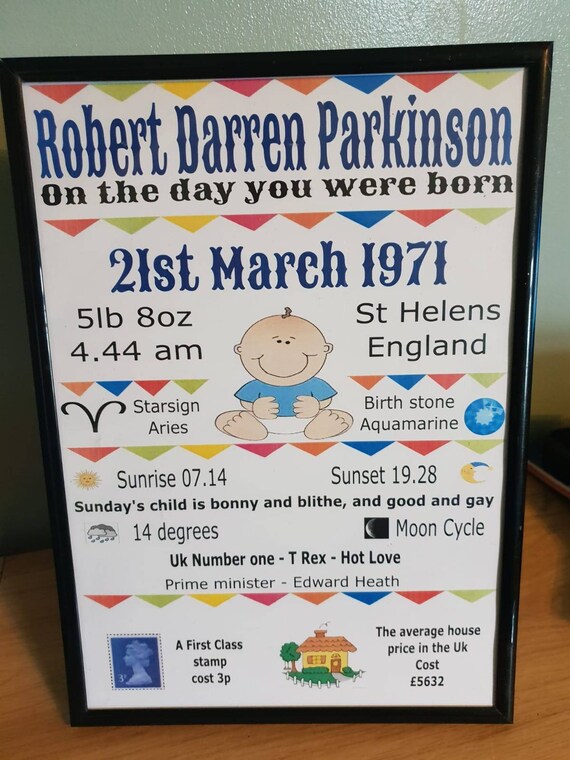 Robert Darren Parkinson
On the day you were born
21st March 1971
5lb 8oz
4.44 am
St Helens
England
Starsign
Aries
Birth stone
Aquamarine
Sunrise 07.14
Sunset 19.28
Sunday's child is bonny and blithe, and good and gay
14 degrees
Moon Cycle
Uk Number one - T Rex - Hot Love
Prime minister - Edward Heath
3P
A First Class
stamp
cost 3p
The average house
price in the Uk
Cost
£5632